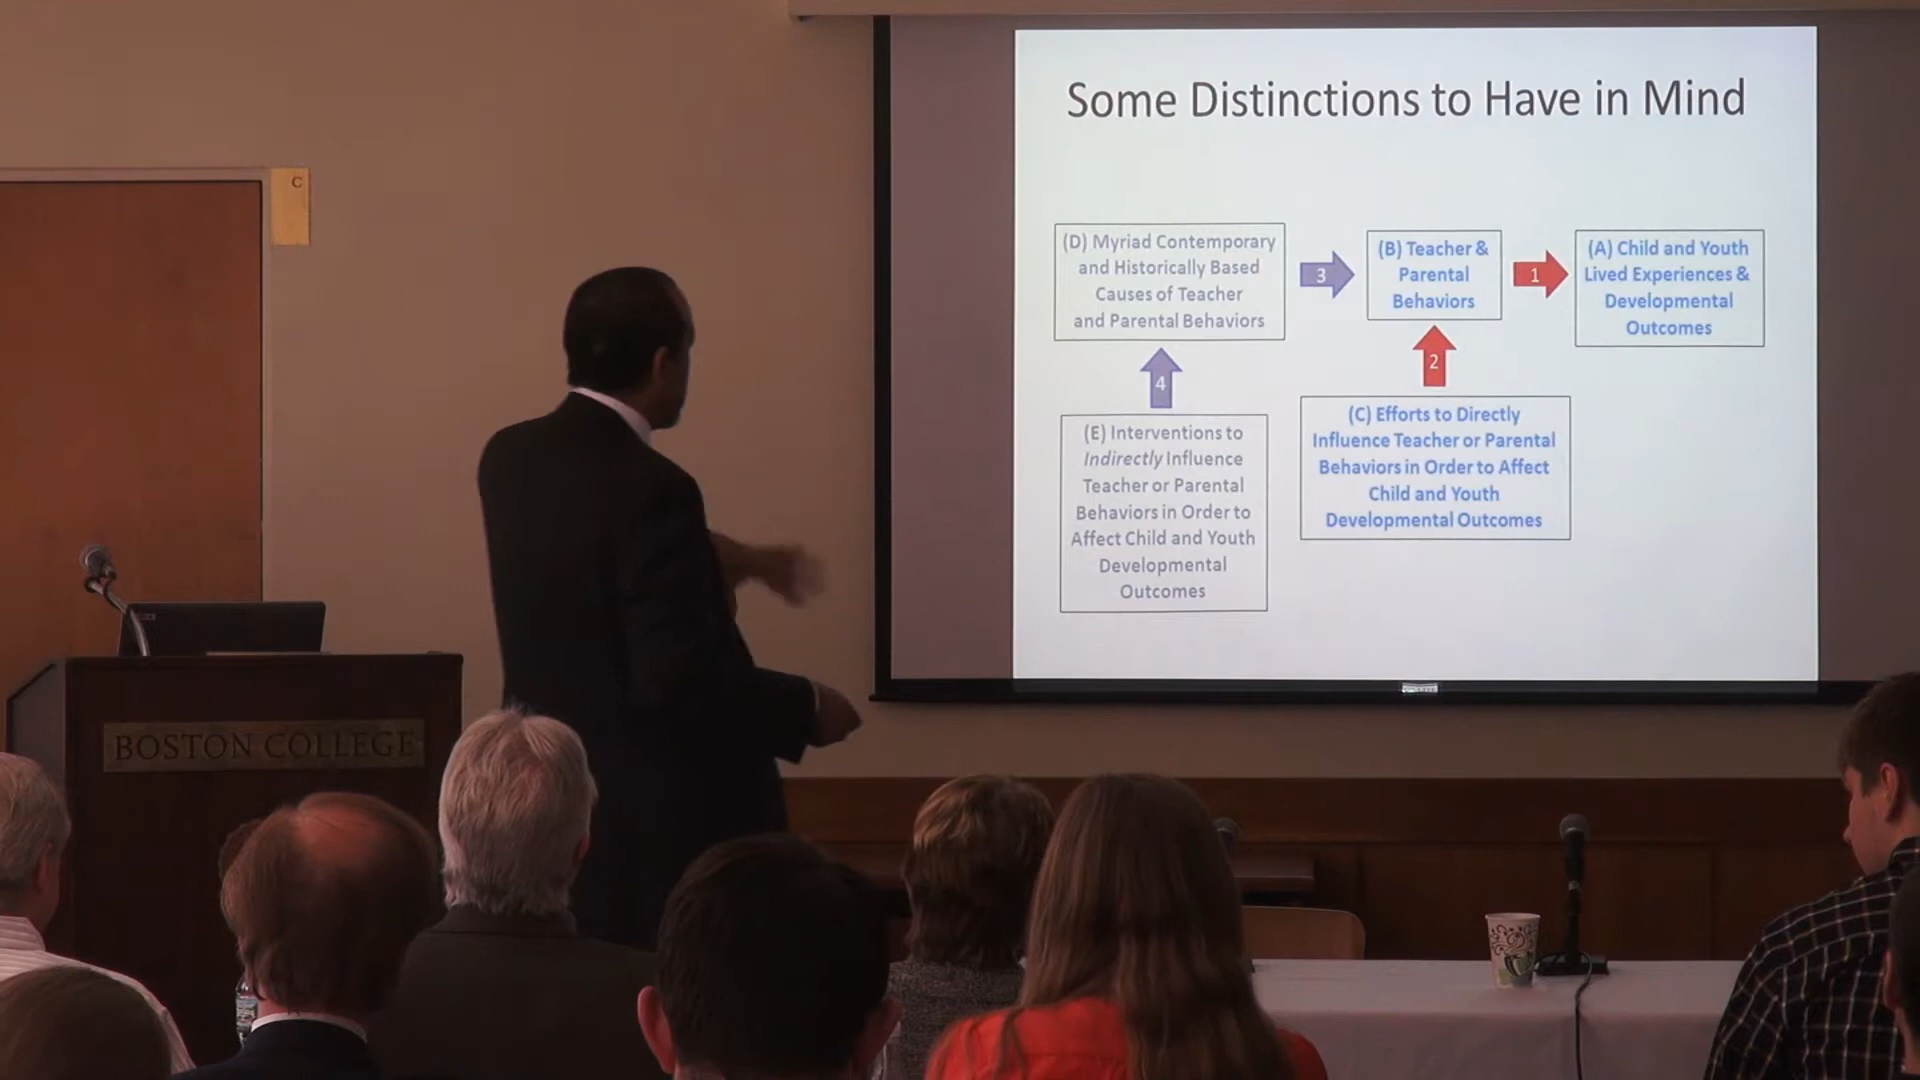 Some Distinctions to Have in Mind
(D) Myriad Contemporary
and Historically Based
Causes of Teacher
and Parental Behaviors
3
(B) Teacher &
Parental
Behaviors
1
(A) Child and Youth
Lived Experiences &
Developmental
Outcomes
4
2
(E) Interventions to
Indirectly Influence
Teacher or Parental
Behaviors in Order to
Affect Child and Youth
Developmental
Outcomes
(C) Efforts to Directly
Influence Teacher or Parental
Behaviors in Order to Affect
Child and Youth
Developmental Outcomes
C
BOSTON COLLEGE